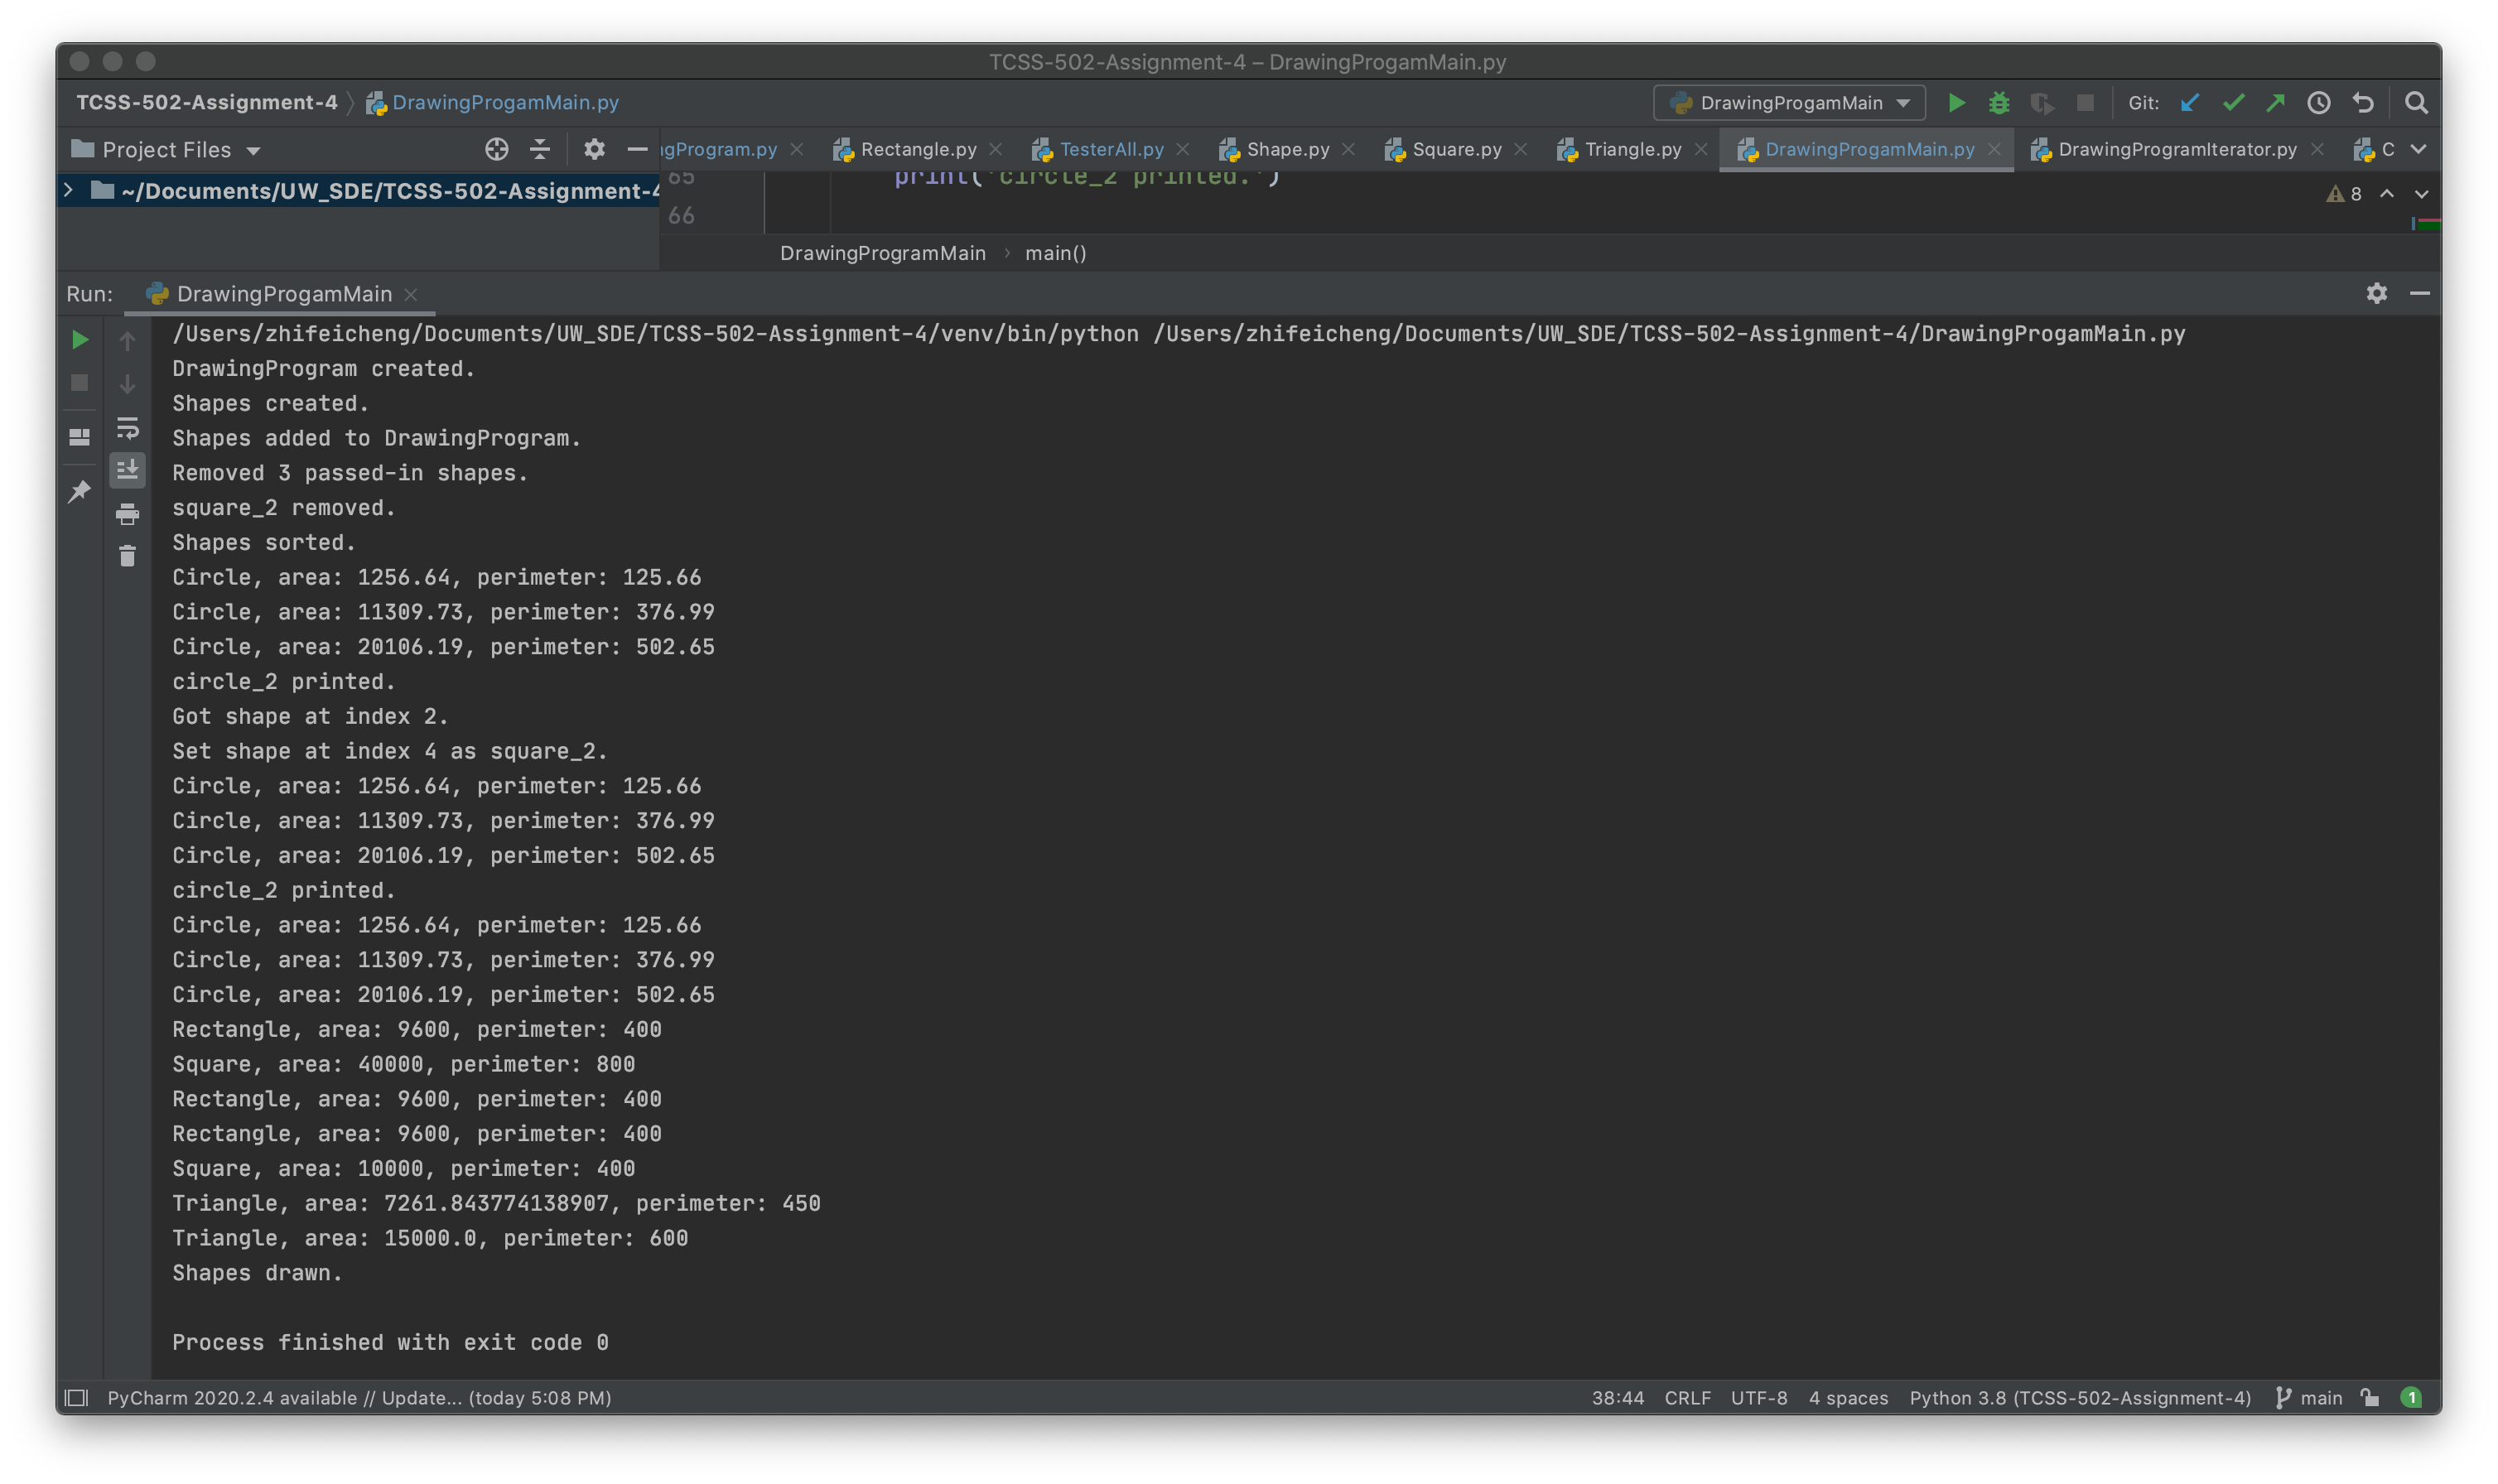 TCSS-502-Assignment-4 – DrawingProgamMain.py
TCSS-502-Assignment-4 DrawingProgamMain.py DrawingProgamMain Git:
Project Files ngProgram.py Rectangle.py TesterAll.py Shape.py Square.py Triangle.py DrawingProgamMain.py DrawingProgramIterator.py C
~/Documents/UW_SDE/TCSS-502-Assignment-4 65 print('circle_2 printed.') 8
66
DrawingProgramMain › main()
Run: DrawingProgamMain
/Users/zhifeicheng/Documents/UW_SDE/TCSS-502-Assignment-4/venv/bin/python /Users/zhifeicheng/Documents/UW_SDE/TCSS-502-Assignment-4/DrawingProgamMain.py
DrawingProgram created.
Shapes created.
Shapes added to DrawingProgram.
Removed 3 passed-in shapes.
square_2 removed.
Shapes sorted.
Circle, area: 1256.64, perimeter: 125.66
Circle, area: 11309.73, perimeter: 376.99
Circle, area: 20106.19, perimeter: 502.65
circle_2 printed.
Got shape at index 2.
Set shape at index 4 as square_2.
Circle, area: 1256.64, perimeter: 125.66
Circle, area: 11309.73, perimeter: 376.99
Circle, area: 20106.19, perimeter: 502.65
circle_2 printed.
Circle, area: 1256.64, perimeter: 125.66
Circle, area: 11309.73, perimeter: 376.99
Circle, area: 20106.19, perimeter: 502.65
Rectangle, area: 9600, perimeter: 400
Square, area: 40000, perimeter: 800
Rectangle, area: 9600, perimeter: 400
Rectangle, area: 9600, perimeter: 400
Square, area: 10000, perimeter: 400
Triangle, area: 7261.843774138907, perimeter: 450
Triangle, area: 15000.0, perimeter: 600
Shapes drawn.
Process finished with exit code 0
PyCharm 2020.2.4 available // Update... (today 5:08 PM) 38:44 CRLF UTF-8 4 spaces Python 3.8 (TCSS-502-Assignment-4) main 1